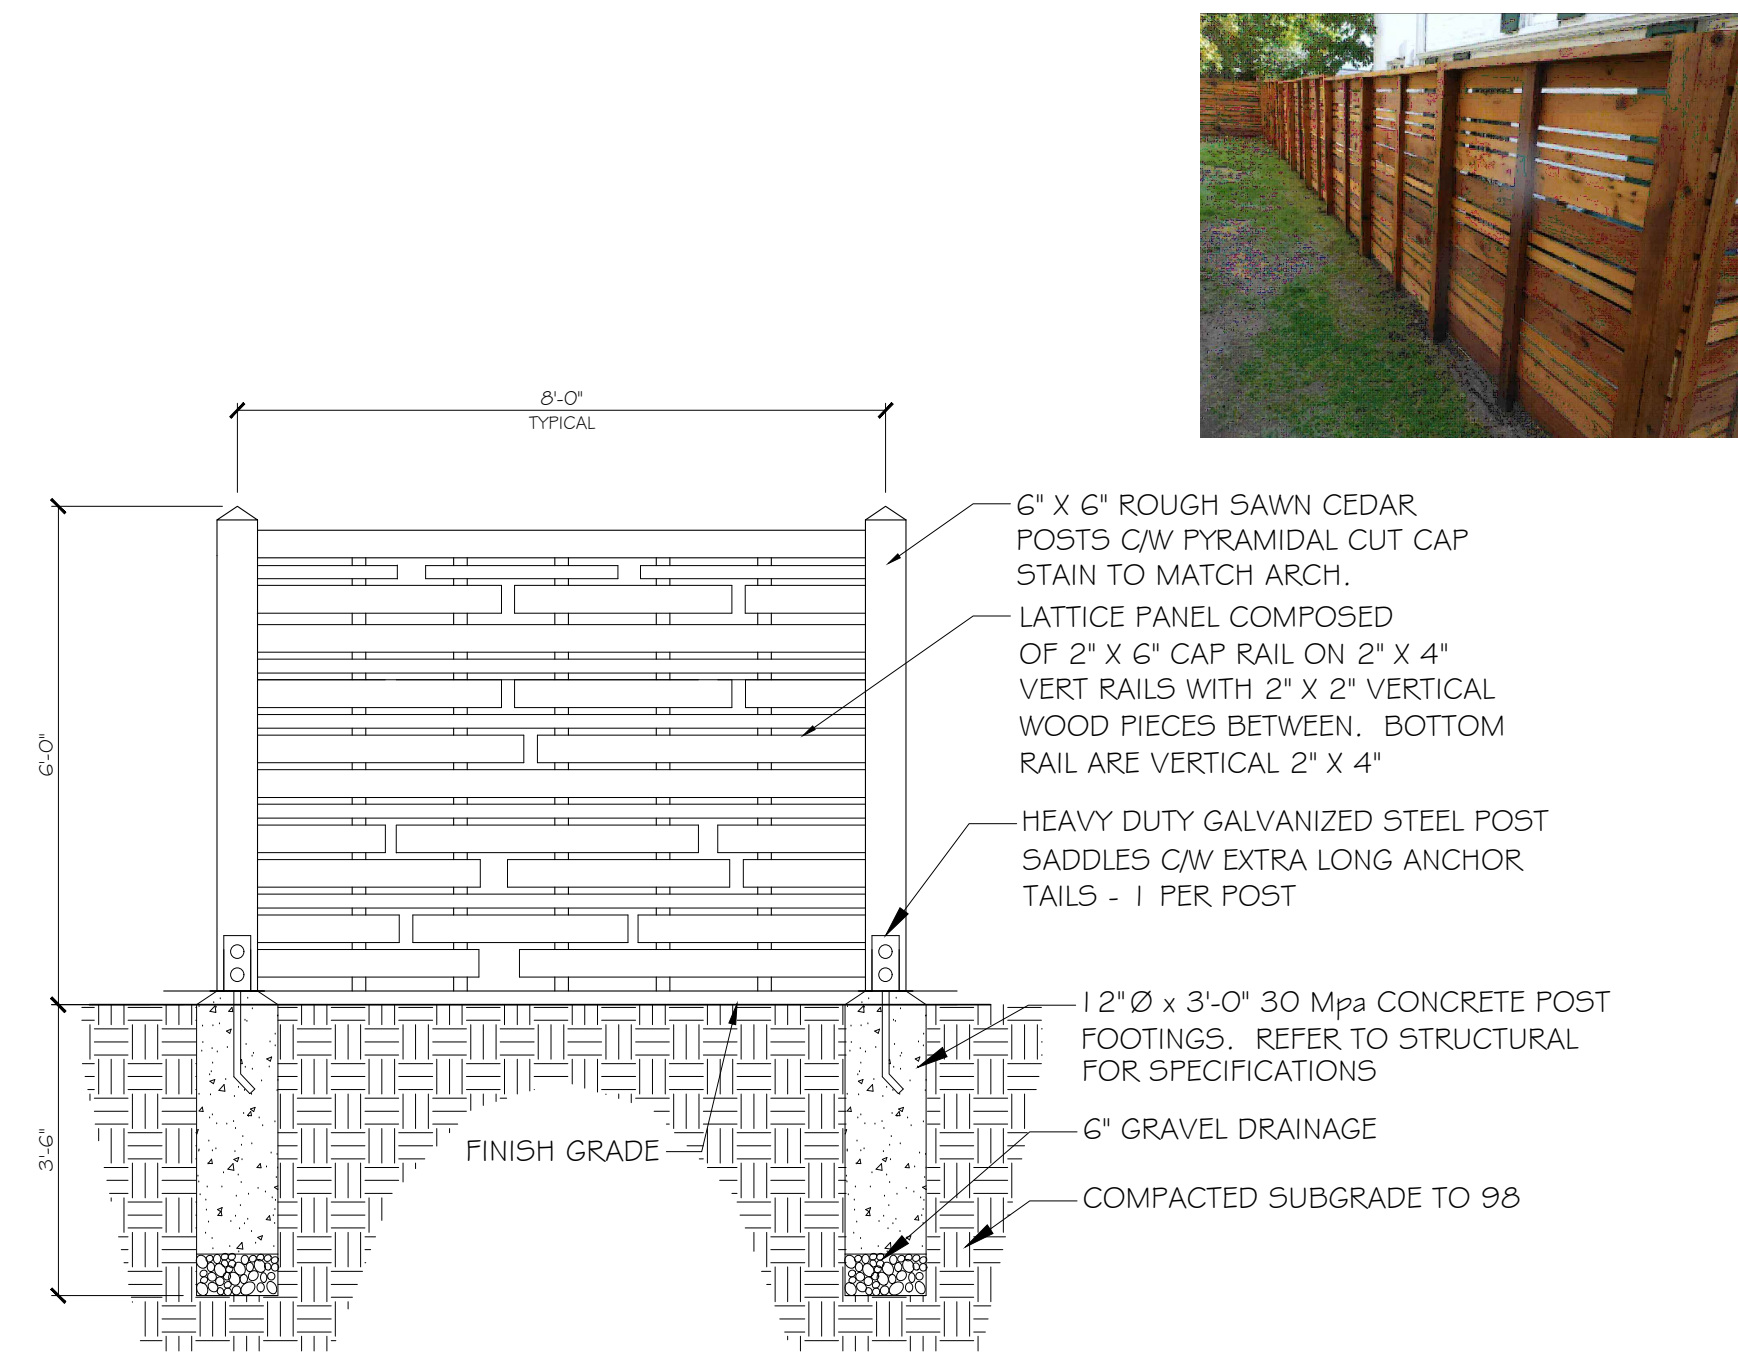 8'-0"
TYPICAL
6" X 6" ROUGH SAWN CEDAR
POSTS C/W PYRAMIDAL CUT CAP
STAIN TO MATCH ARCH.
LATTICE PANEL COMPOSED
OF 2" X 6" CAP RAIL ON 2" X 4"
VERT RAILS WITH 2" X 2" VERTICAL
WOOD PIECES BETWEEN. BOTTOM
RAIL ARE VERTICAL 2" X 4"
6'-0"
HEAVY DUTY GALVANIZED STEEL POST
SADDLES C/W EXTRA LONG ANCHOR
TAILS - 1 PER POST
12"Ø x 3'-0" 30 Mpa CONCRETE POST
FOOTINGS. REFER TO STRUCTURAL
FOR SPECIFICATIONS
3'-6"
FINISH GRADE
6" GRAVEL DRAINAGE
COMPACTED SUBGRADE TO 98